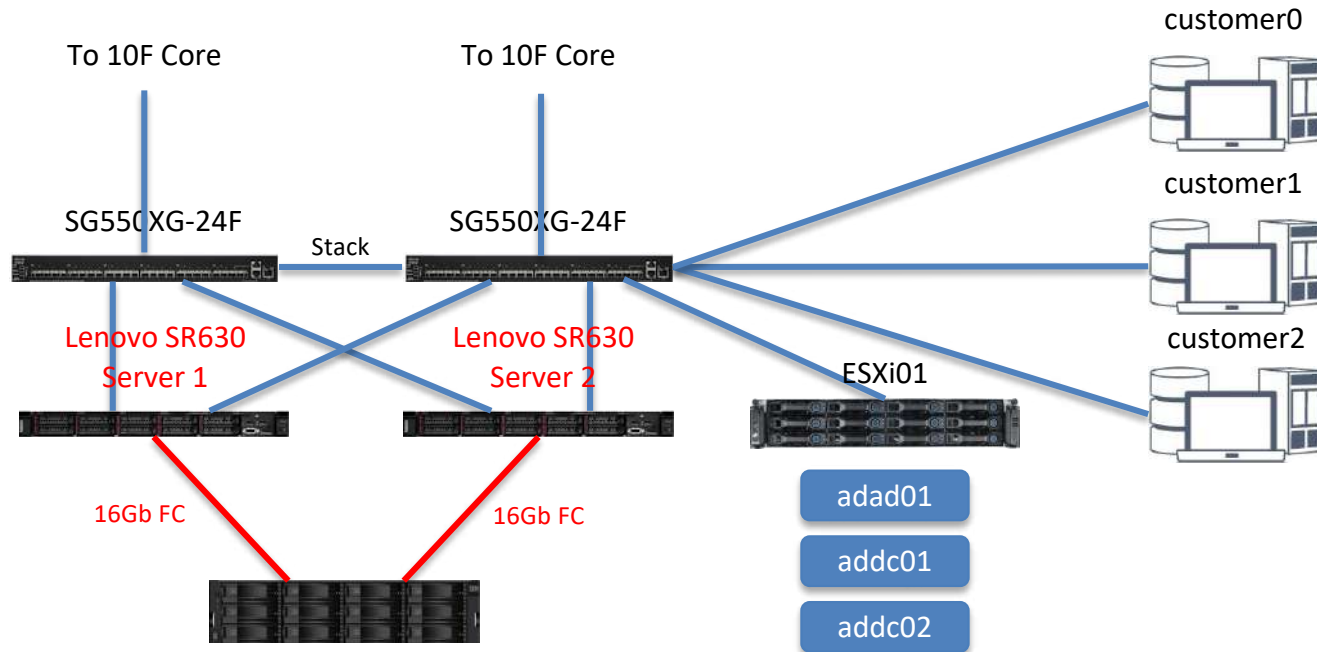 customer0
To 10F Core
To 10F Core
customer1
SG550XG-24F
SG550XG-24F
Stack
Lenovo SR630
Server 1
Lenovo SR630
Server 2
customer2
ESXi01
16Gb FC
16Gb FC
adad01
addc01
addc02